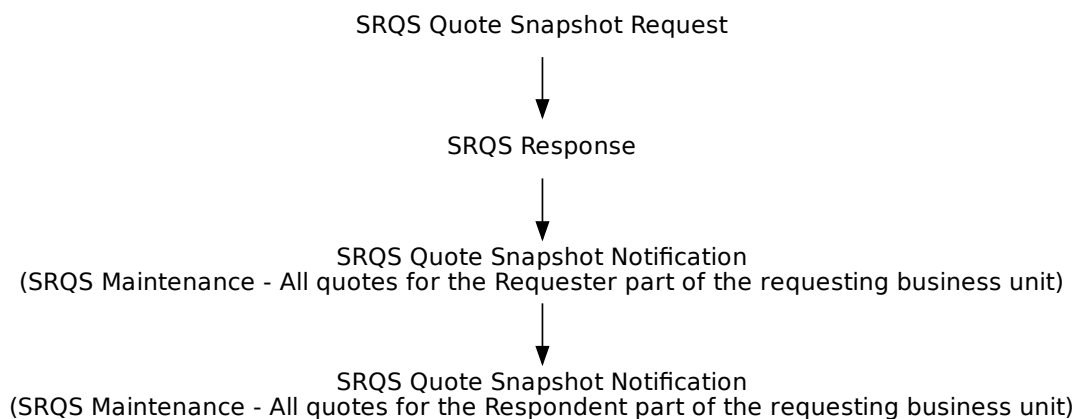 SRQS Quote Snapshot Request
SRQS Response
SRQS Quote Snapshot Notification
(SRQS Maintenance - All quotes for the Requester part of the requesting business unit)
SRQS Quote Snapshot Notification
(SRQS Maintenance - All quotes for the Respondent part of the requesting business unit)